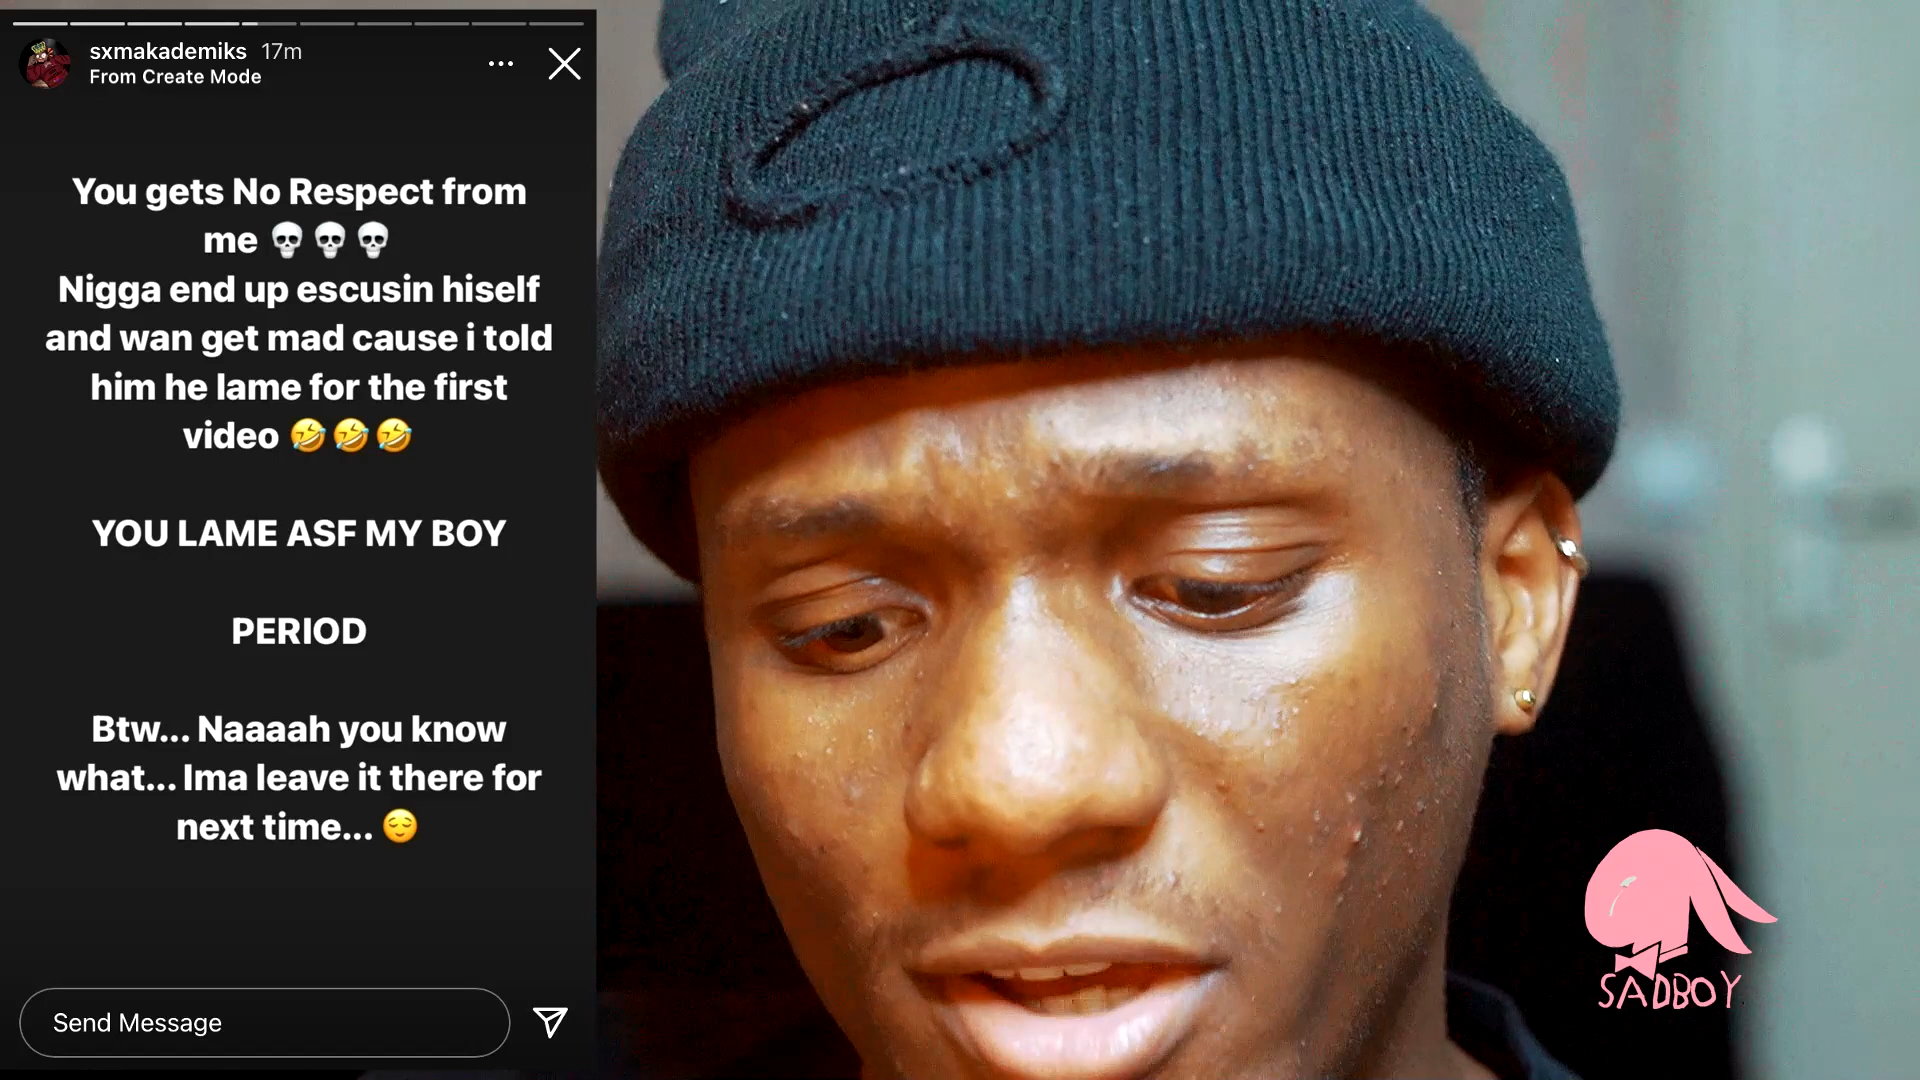 sxmakademiks 17m
From Create Mode
You gets No Respect from
me 💀💀💀
Nigga end up escusin hiself
and wan get mad cause i told
him he lame for the first
video 🤣🤣🤣
YOU LAME ASF MY BOY
PERIOD
Btw... Naaaah you know
what... Ima leave it there for
next time... 😌
Send Message
SADBOY